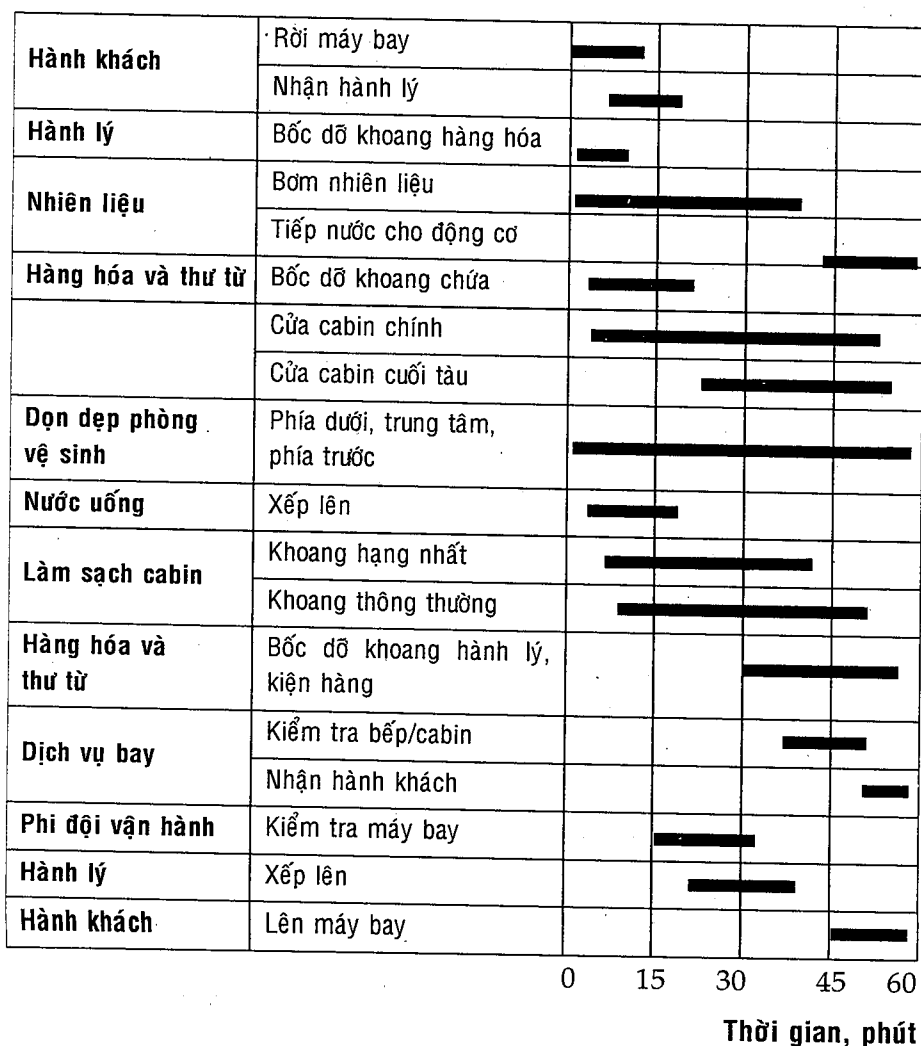 Hành khách
Rời máy bay
Nhận hành lý
Hành lý
Bốc dỡ khoang hàng hóa
Nhiên liệu
Bơm nhiên liệu
Tiếp nước cho động cơ
Hàng hóa và thư từ
Bốc dỡ khoang chứa
Cửa cabin chính
Cửa cabin cuối tàu
Dọn dẹp phòng
vệ sinh
Phía dưới, trung tâm,
phía trước
Nước uống
Xếp lên
Làm sạch cabin
Khoang hạng nhất
Khoang thông thường
Hàng hóa và
thư từ
Bốc dỡ khoang hành lý,
kiện hàng
Dịch vụ bay
Kiểm tra bếp/cabin
Nhận hành khách
Phi đội vận hành
Kiểm tra máy bay
Hành lý
Xếp lên
Hành khách
Lên máy bay
0 15 30 45 60
Thời gian, phút